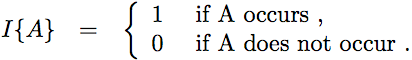 I{A} = { 1 if A occurs ,
0 if A does not occur .